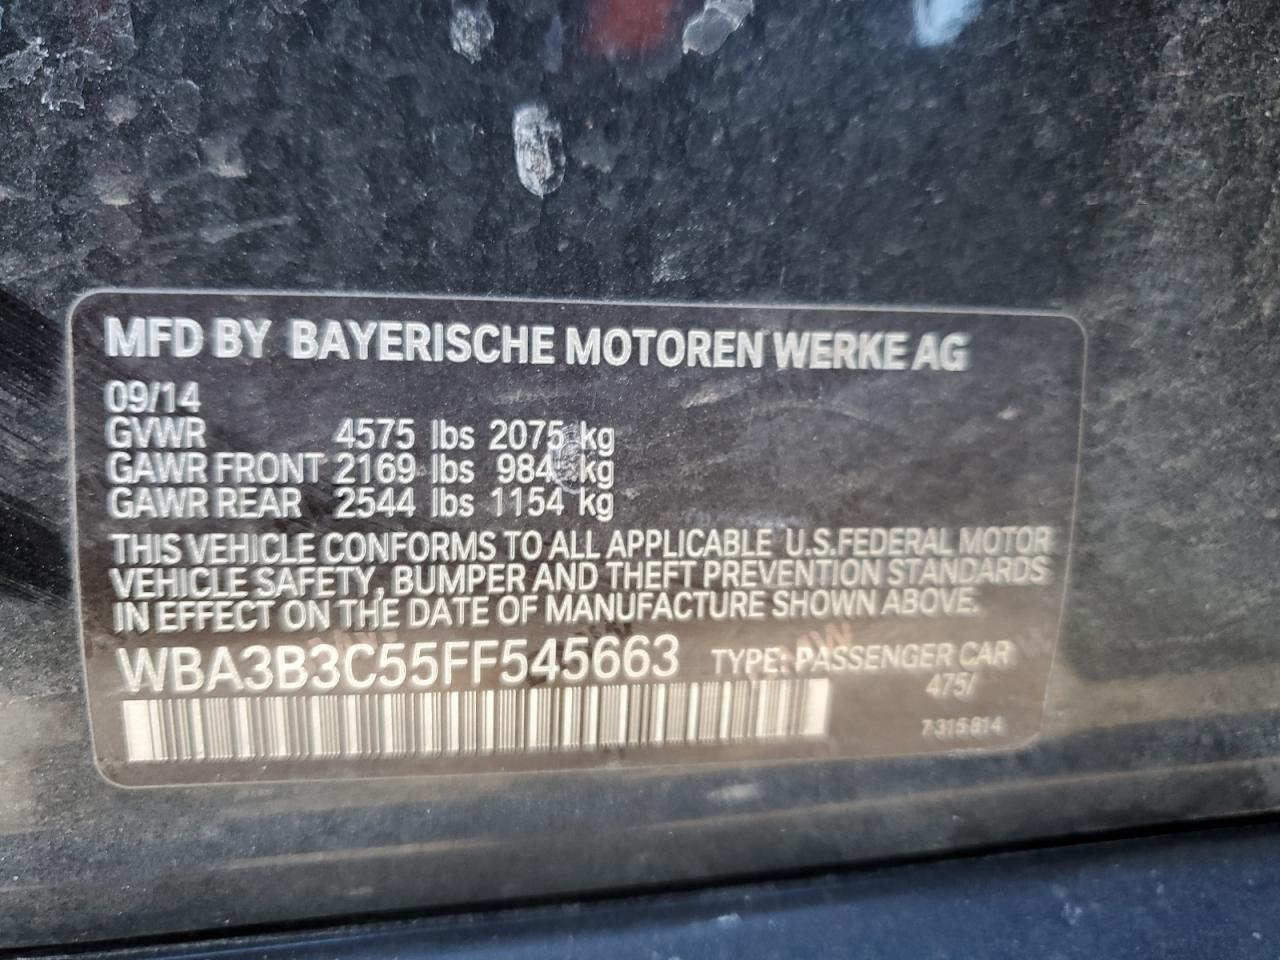 MFD BY BAYERISCHE MOTOREN WERKE AG
09/14
GVWR 4575 lbs 2075 kg
GAWR FRONT 2169 lbs 984 kg
GAWR REAR 2544 lbs 1154 kg
THIS VEHICLE CONFORMS TO ALL APPLICABLE U.S.FEDERAL MOTOR
VEHICLE SAFETY, BUMPER AND THEFT PREVENTION STANDARDS
IN EFFECT ON THE DATE OF MANUFACTURE SHOWN ABOVE.
WBA3B3C55FF545663 TYPE: PASSENGER CAR
475/
7 315 814